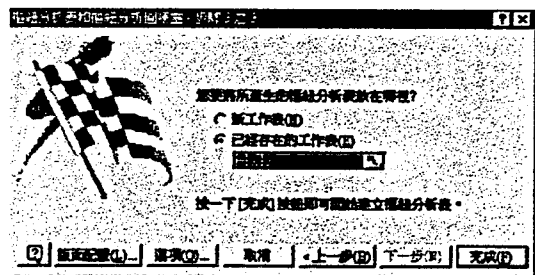 樞紐分析表和樞紐分析圖精靈 - 步驟 3 之 3
您要將所產生的樞紐分析表放在哪裡?
新工作表(N)
已經存在的工作表(E)
按一下 [完成] 按鈕即可開始建立樞紐分析表。
版面配置(L)...
選項(O)...
取消
<上一步(B)
下一步(N)
完成(F)